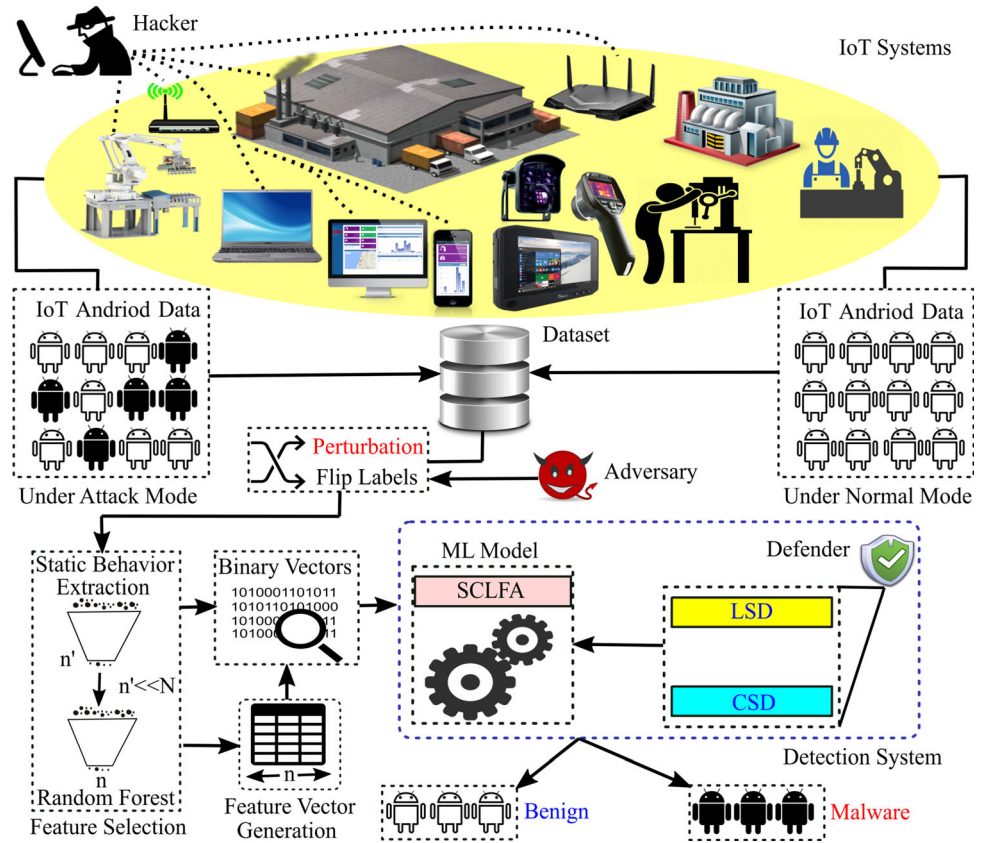 Hacker
IoT Systems
IoT Andriod Data
Under Attack Mode
Dataset
IoT Andriod Data
Under Normal Mode
Perturbation
Flip Labels
Adversary
Static Behavior
Extraction
n'
n'<<N
n
Random Forest
Feature Selection
Binary Vectors
10100001101011
1010110101000
n
Feature Vector
Generation
ML Model
SCLFA
Defender
LSD
CSD
Detection System
Benign
Malware